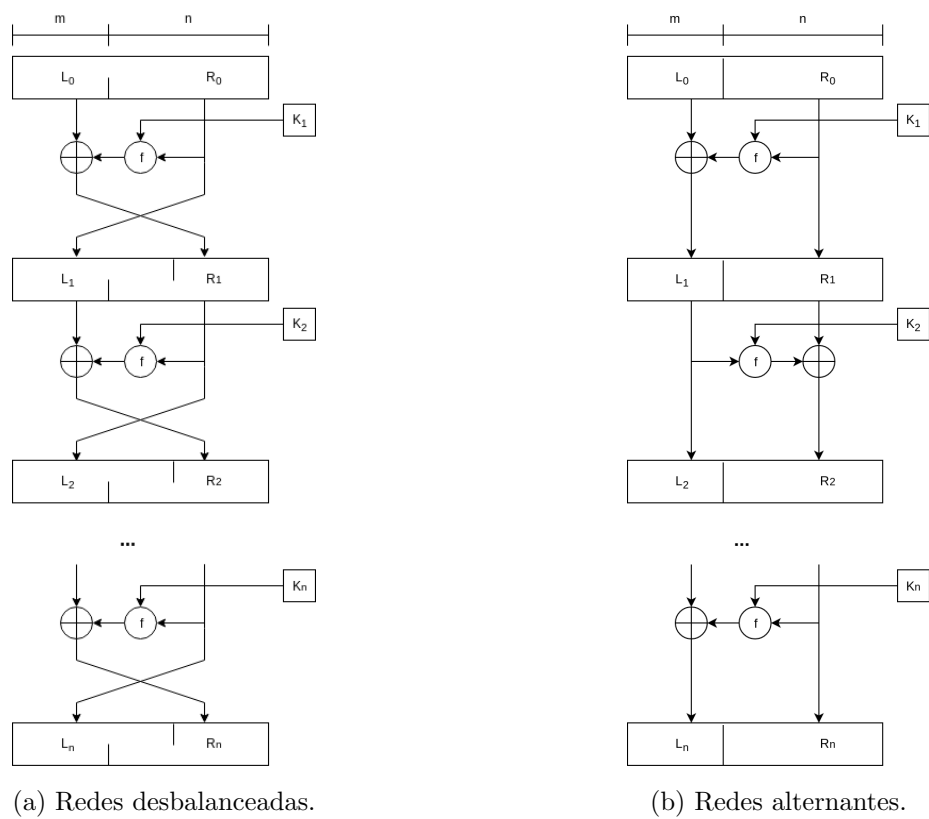 m n
L₀ R₀
K₁
f
L₁ R₁
K₂
f
L₂ R₂
...
Kn
f
Lₙ Rn
(a) Redes desbalanceadas.
m n
L₀ R₀
K₁
f
L₁ R₁
K₂
f
L₂ R₂
...
Kn
f
Lₙ Rn
(b) Redes alternantes.